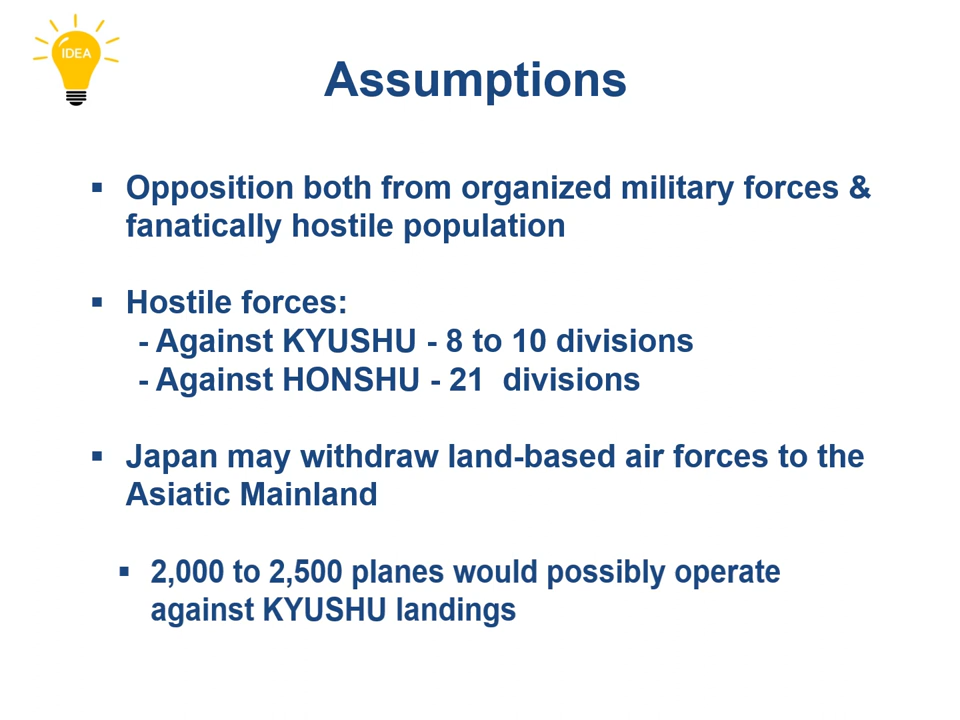 IDEA
Assumptions
▪ Opposition both from organized military forces &
fanatically hostile population
▪ Hostile forces:
- Against KYUSHU - 8 to 10 divisions
- Against HONSHU - 21  divisions
▪ Japan may withdraw land-based air forces to the
Asiatic Mainland
▪ 2,000 to 2,500 planes would possibly operate
against KYUSHU landings